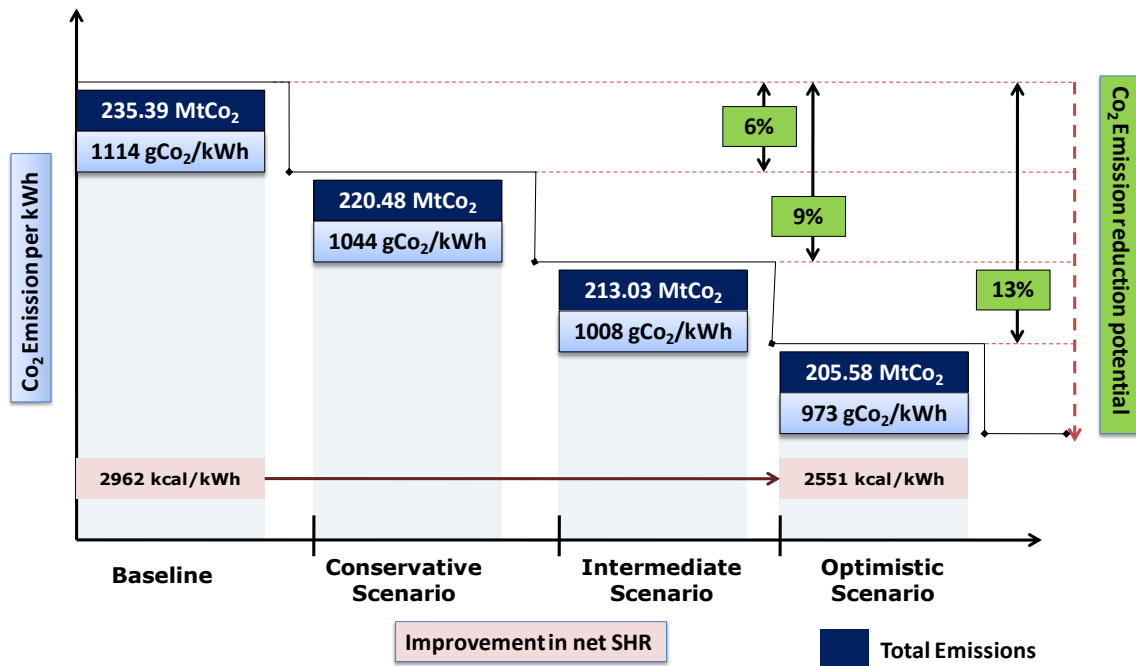 Co₂ Emission per kWh
235.39 MtCo₂
1114 gCo₂/kWh
220.48 MtCo₂
1044 gCo₂/kWh
213.03 MtCo₂
1008 gCo₂/kWh
205.58 MtCo₂
973 gCo₂/kWh
6%
9%
13%
Co₂ Emission reduction potential
2962 kcal/kWh
2551 kcal/kWh
Baseline
Conservative
Scenario
Intermediate
Scenario
Optimistic
Scenario
Improvement in net SHR
Total Emissions